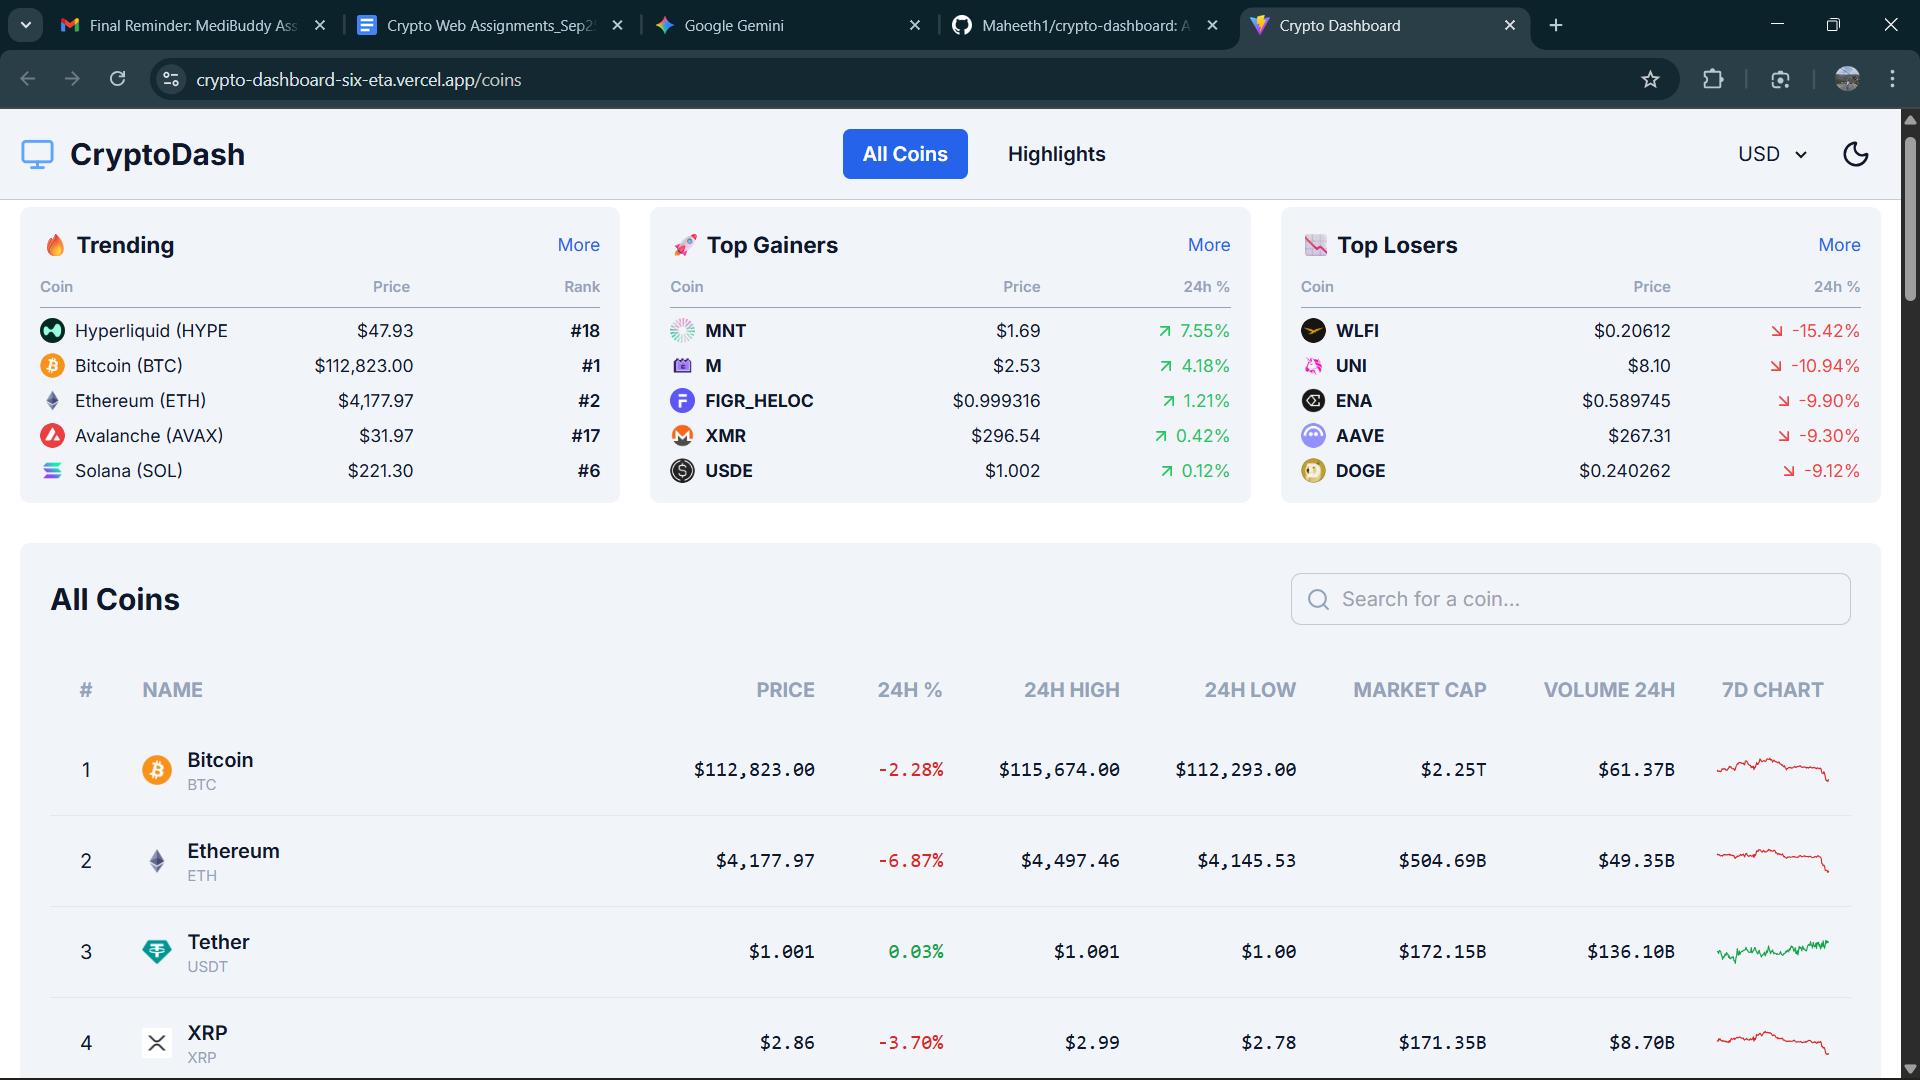 Final Reminder: MediBuddy Ass
Crypto Web Assignments_Sep2
Google Gemini
Maheeth1/crypto-dashboard: A
Crypto Dashboard
crypto-dashboard-six-eta.vercel.app/coins
CryptoDash
All Coins
Highlights
USD
Trending
More
Coin Price Rank
Hyperliquid (HYPE $47.93 #18
Bitcoin (BTC) $112,823.00 #1
Ethereum (ETH) $4,177.97 #2
Avalanche (AVAX) $31.97 #17
Solana (SOL) $221.30 #6
Top Gainers
More
Coin Price 24h %
MNT $1.69 7.55%
M $2.53 4.18%
FIGR_HELOC $0.999316 1.21%
XMR $296.54 0.42%
USDE $1.002 0.12%
Top Losers
More
Coin Price 24h %
WLFI $0.20612 -15.42%
UNI $8.10 -10.94%
ENA $0.589745 -9.90%
AAVE $267.31 -9.30%
DOGE $0.240262 -9.12%
All Coins
Search for a coin...
# NAME PRICE 24H % 24H HIGH 24H LOW MARKET CAP VOLUME 24H 7D CHART
1 Bitcoin $112,823.00 -2.28% $115,674.00 $112,293.00 $2.25T $61.37B
BTC
2 Ethereum $4,177.97 -6.87% $4,497.46 $4,145.53 $504.69B $49.35B
ETH
3 Tether $1.001 0.03% $1.001 $1.00 $172.15B $136.10B
USDT
4 XRP $2.86 -3.70% $2.99 $2.78 $171.35B $8.70B
XRP